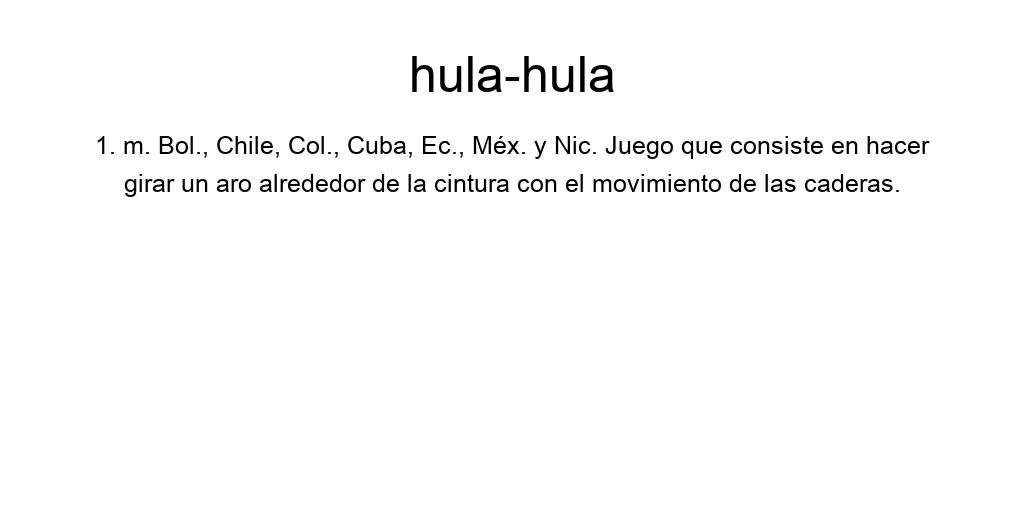 hula-hula
1. m. Bol., Chile, Col., Cuba, Ec., Méx. y Nic. Juego que consiste en hacer
girar un aro alrededor de la cintura con el movimiento de las caderas.